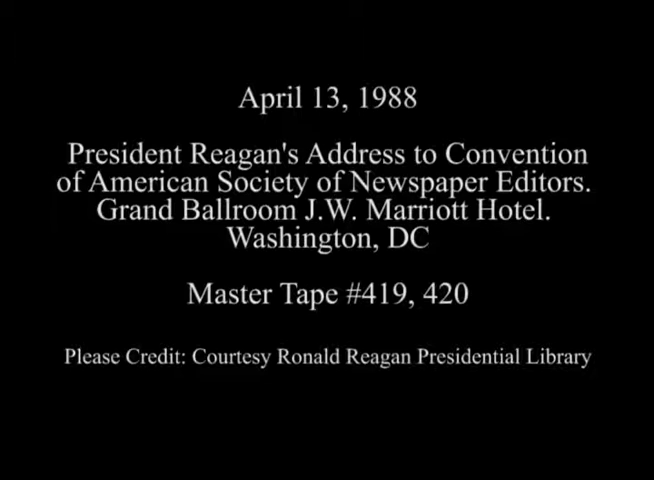 April 13, 1988
President Reagan's Address to Convention
of American Society of Newspaper Editors.
Grand Ballroom J.W. Marriott Hotel.
Washington, DC
Master Tape #419, 420
Please Credit: Courtesy Ronald Reagan Presidential Library